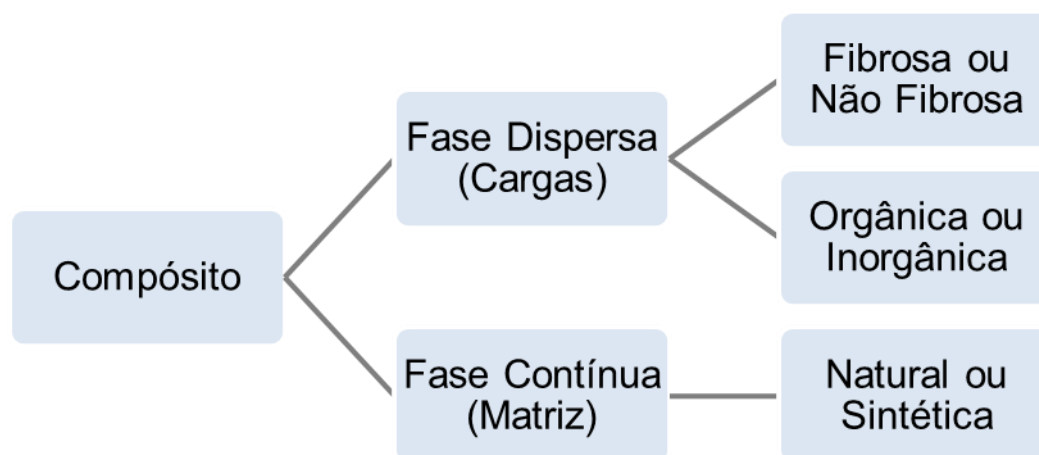 Compósito
Fase Dispersa
(Cargas)
Fibrosa ou
Não Fibrosa
Orgânica ou
Inorgânica
Fase Contínua
(Matriz)
Natural ou
Sintética